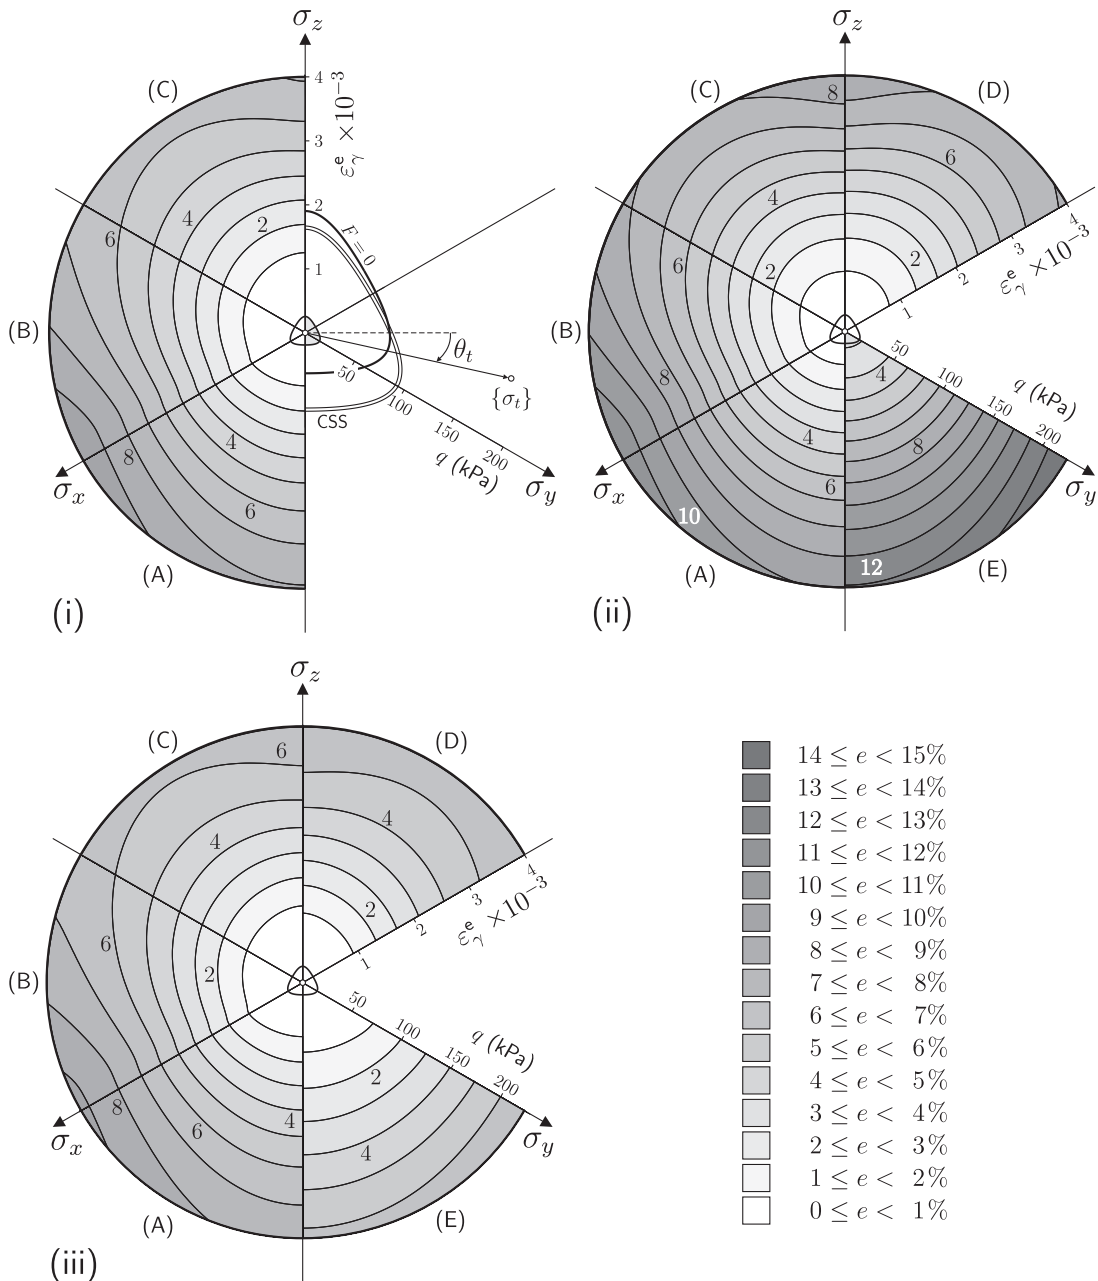 σz
(C)
4
3
2
1
ε^e_γ ×10⁻³
6
4
2
F = 0
(B)
θt
{σt}
50
100
150
200
q (kPa)
CSS
σx
8
4
6
σy
(A)
(i)
σz
(C)
8
(D)
6
4
4
3
2
1
ε^e_γ ×10⁻³
6
2
2
(B)
50
100
150
200
q (kPa)
4
8
4
8
6
σx
σy
10
12
(A)
(E)
(ii)
σz
(C)
6
(D)
4
4
4
3
2
1
ε^e_γ ×10⁻³
2
6
2
(B)
50
100
150
200
q (kPa)
2
8
4
6
4
σx
σy
(A)
(E)
(iii)
14 ≤ e < 15%
13 ≤ e < 14%
12 ≤ e < 13%
11 ≤ e < 12%
10 ≤ e < 11%
9 ≤ e < 10%
8 ≤ e < 9%
7 ≤ e < 8%
6 ≤ e < 7%
5 ≤ e < 6%
4 ≤ e < 5%
3 ≤ e < 4%
2 ≤ e < 3%
1 ≤ e < 2%
0 ≤ e < 1%